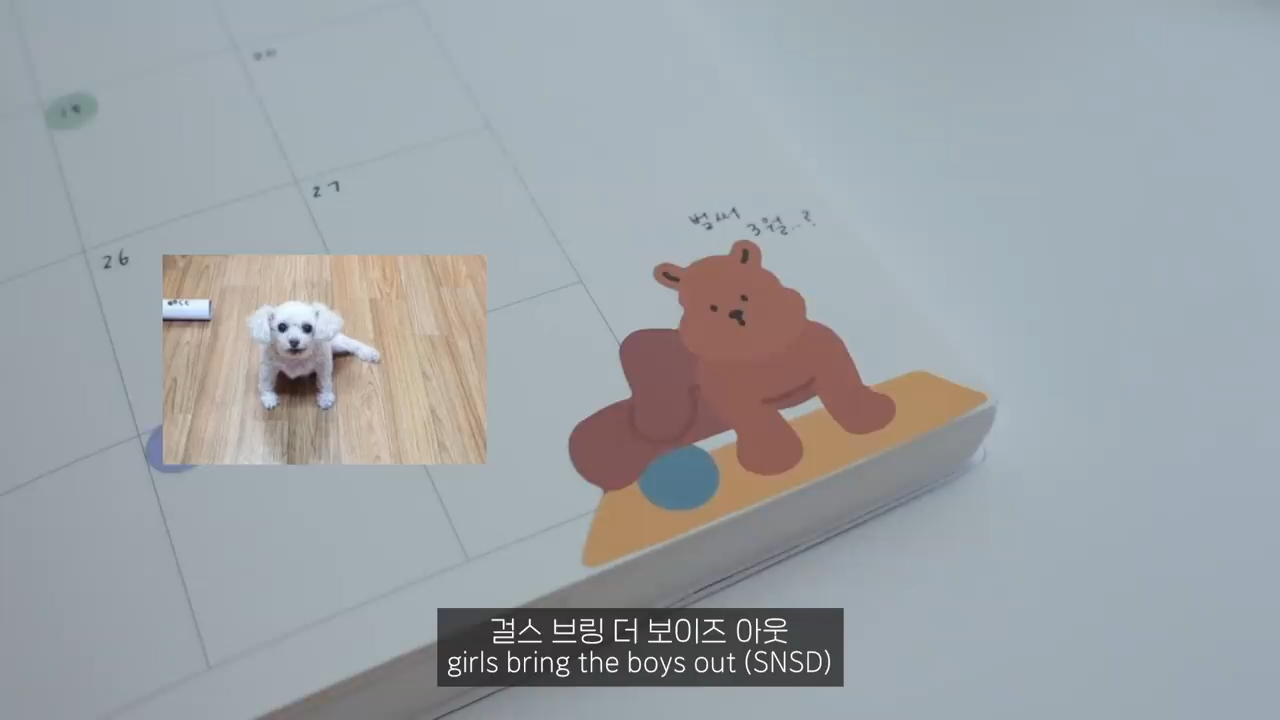 27
26
벌써
3월..?
걸스 브링 더 보이즈 아웃
girls bring the boys out (SNSD)